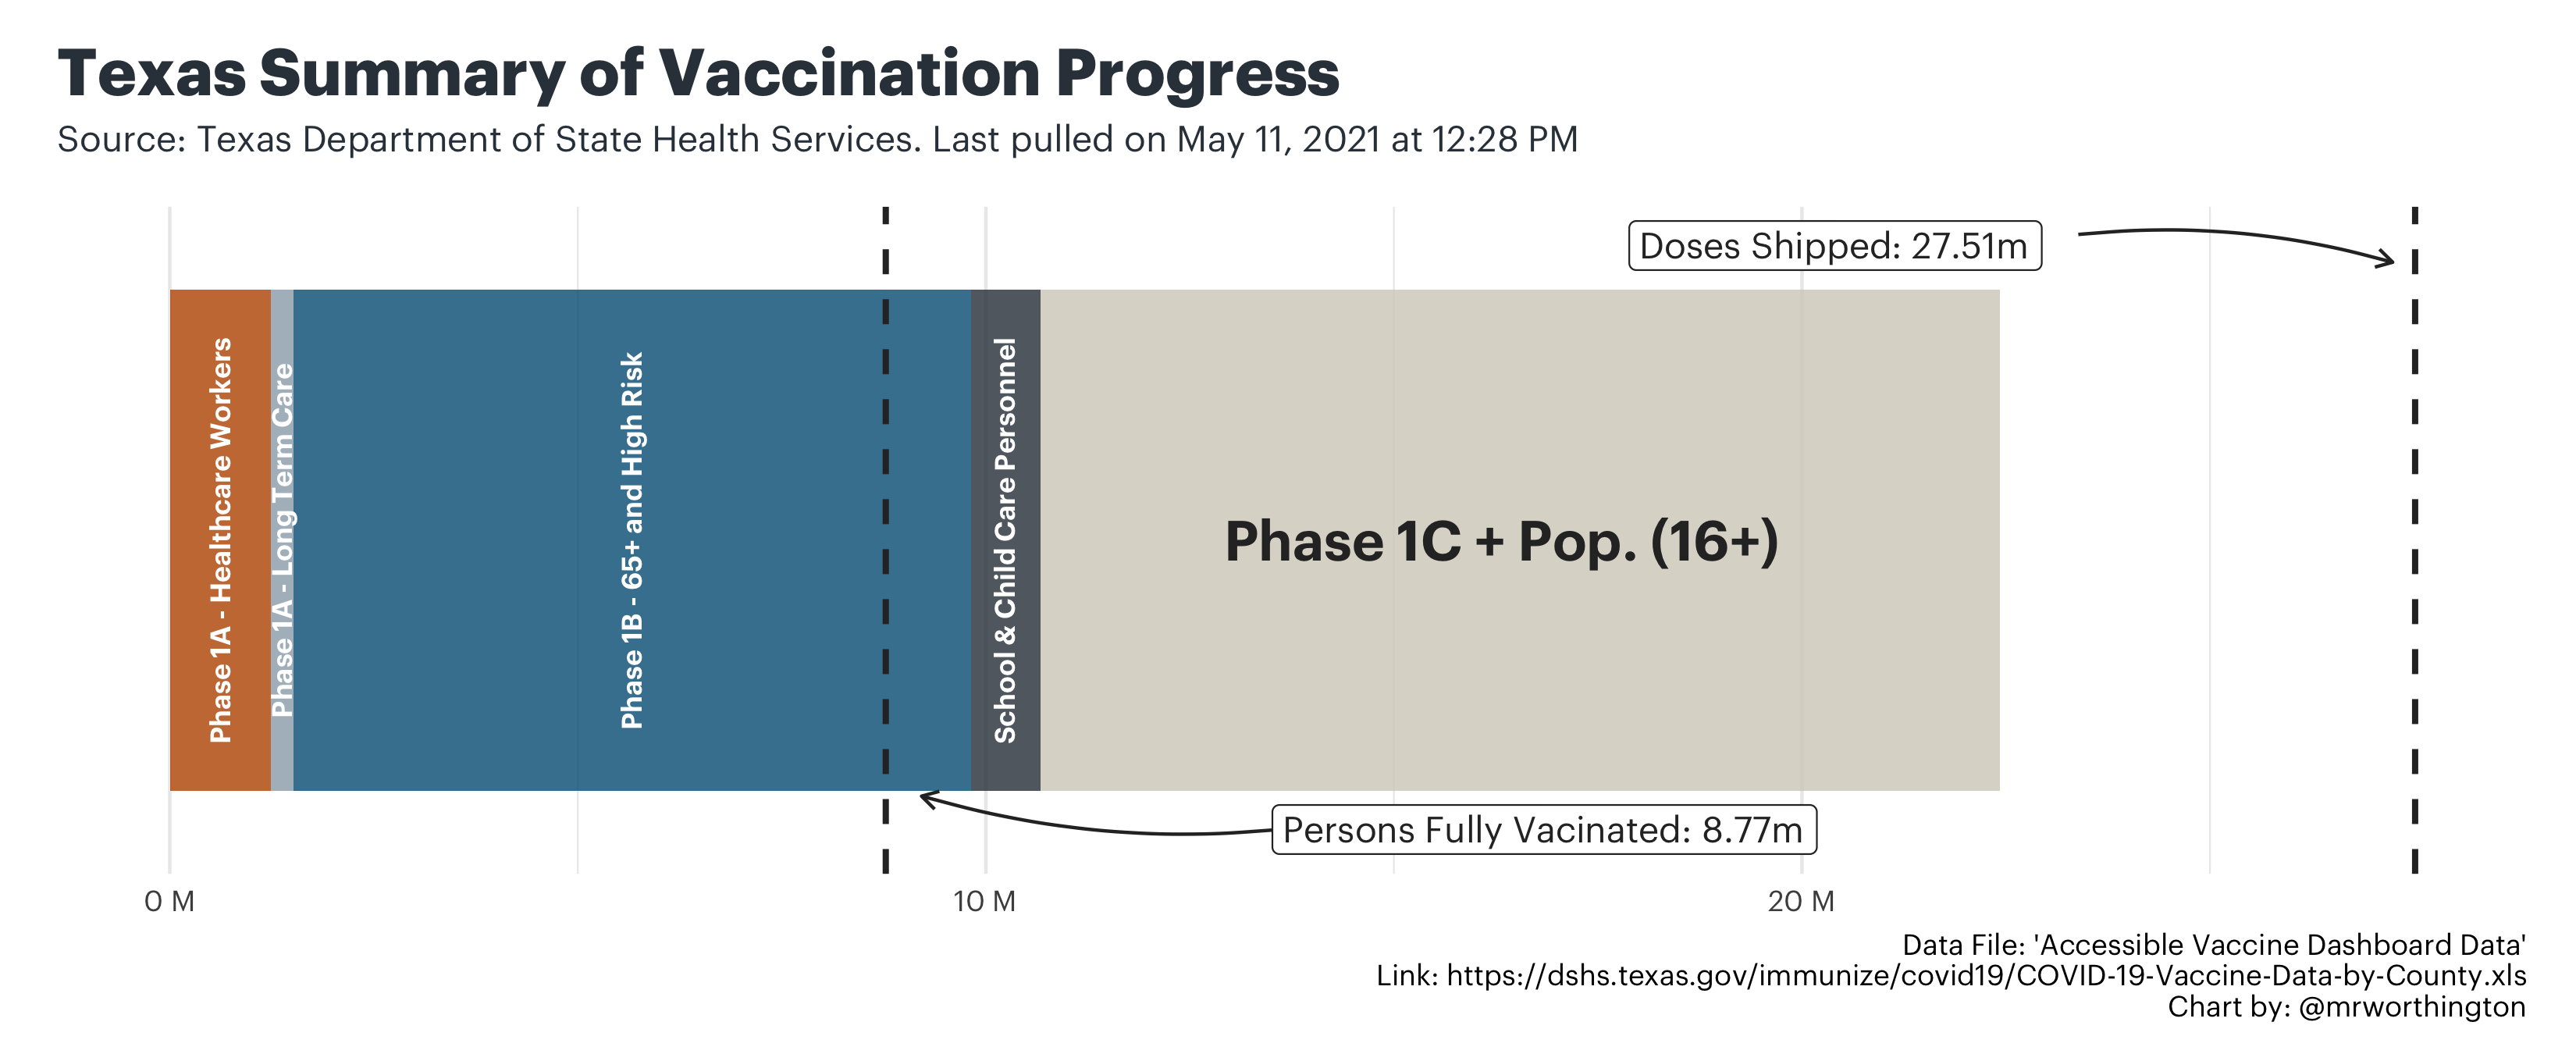 Texas Summary of Vaccination Progress
Source: Texas Department of State Health Services. Last pulled on May 11, 2021 at 12:28 PM
Doses Shipped: 27.51m
Phase 1A - Healthcare Workers
Phase 1A - Long Term Care
Phase 1B - 65+ and High Risk
School & Child Care Personnel
Phase 1C + Pop. (16+)
Persons Fully Vacinated: 8.77m
0 M
10 M
20 M
Data File: 'Accessible Vaccine Dashboard Data'
Link: https://dshs.texas.gov/immunize/covid19/COVID-19-Vaccine-Data-by-County.xls
Chart by: @mrworthington